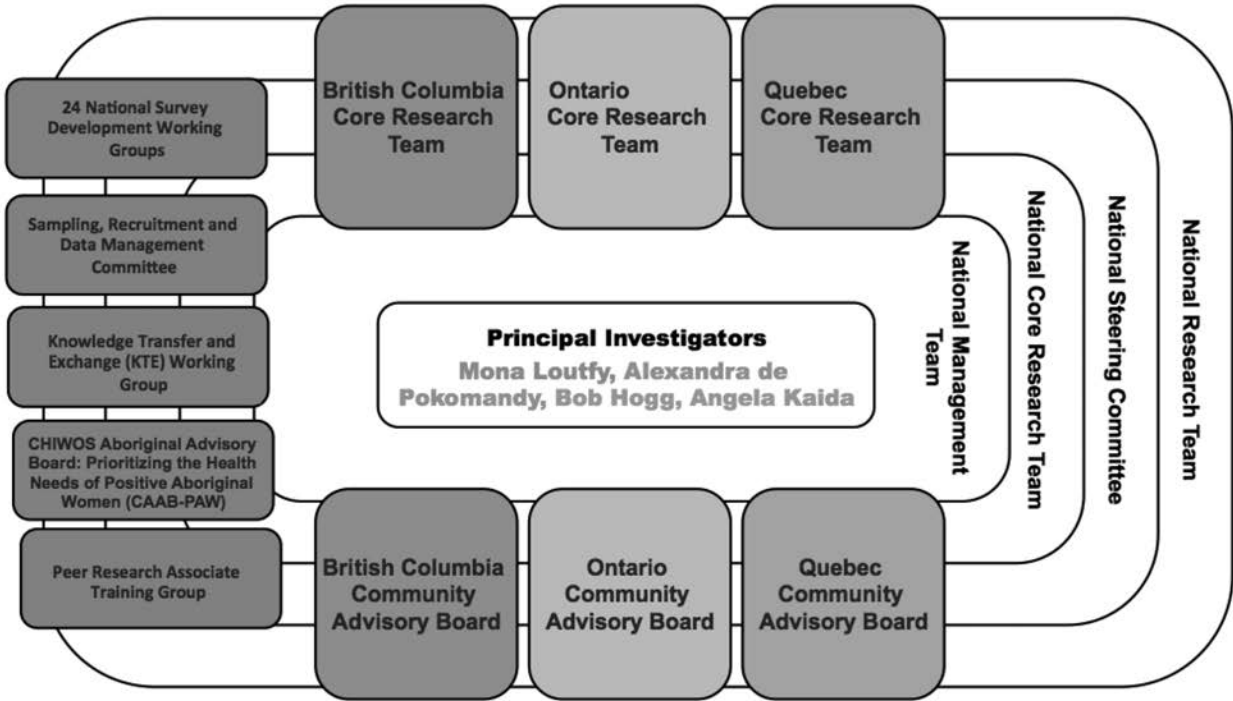 24 National Survey
Development Working
Groups
Sampling, Recruitment and
Data Management
Committee
Knowledge Transfer and
Exchange (KTE) Working
Group
CHIWOS Aboriginal Advisory
Board: Prioritizing the Health
Needs of Positive Aboriginal
Women (CAAB-PAW)
Peer Research Associate
Training Group
British Columbia
Core Research
Team
Ontario
Core Research
Team
Quebec
Core Research
Team
Principal Investigators
Mona Loutfy, Alexandra de
Pokomandy, Bob Hogg, Angela Kaida
National Management
Team
National Core Research Team
National Steering Committee
National Research Team
British Columbia
Community
Advisory Board
Ontario
Community
Advisory Board
Quebec
Community
Advisory Board